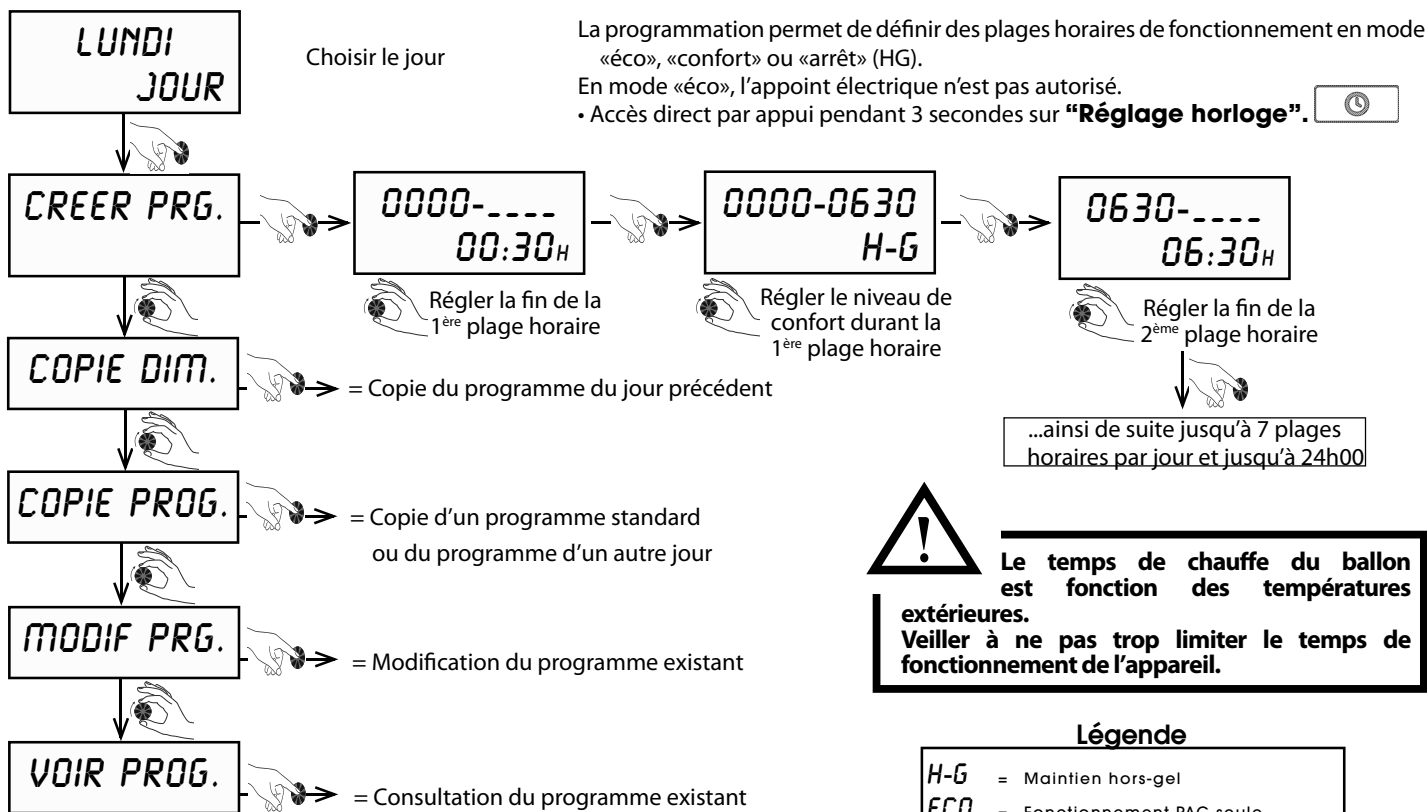 LUNDI
JOUR
Choisir le jour
La programmation permet de définir des plages horaires de fonctionnement en mode
«éco», «confort» ou «arrêt» (HG).
En mode «éco», l'appoint électrique n'est pas autorisé.
• Accès direct par appui pendant 3 secondes sur “Réglage horloge”.
CREER PRG.
0000-____
00:30H
0000-0630
H-G
0630-____
06:30H
Régler la fin de la
1ère plage horaire
Régler le niveau de
confort durant la
1ère plage horaire
Régler la fin de la
2ème plage horaire
...ainsi de suite jusqu'à 7 plages
horaires par jour et jusqu'à 24h00
COPIE DIM.
= Copie du programme du jour précédent
COPIE PROG.
= Copie d'un programme standard
ou du programme d'un autre jour
MODIF PRG.
= Modification du programme existant
VOIR PROG.
= Consultation du programme existant
!
Le temps de chauffe du ballon
est fonction des températures
extérieures.
Veiller à ne pas trop limiter le temps de
fonctionnement de l'appareil.
Légende
H-G = Maintien hors-gel
ECO = Fonctionnement PAC seule